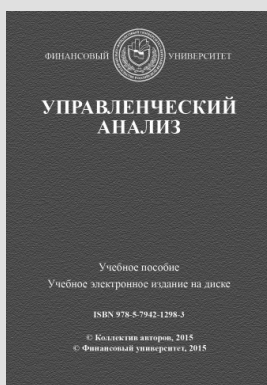 ФИНАНСОВЫЙ УНИВЕРСИТЕТ
УПРАВЛЕНЧЕСКИЙ
АНАЛИЗ
Учебное пособие
Учебное электронное издание на диске
ISBN 978-5-7942-1298-3
© Коллектив авторов, 2015
© Финансовый университет, 2015